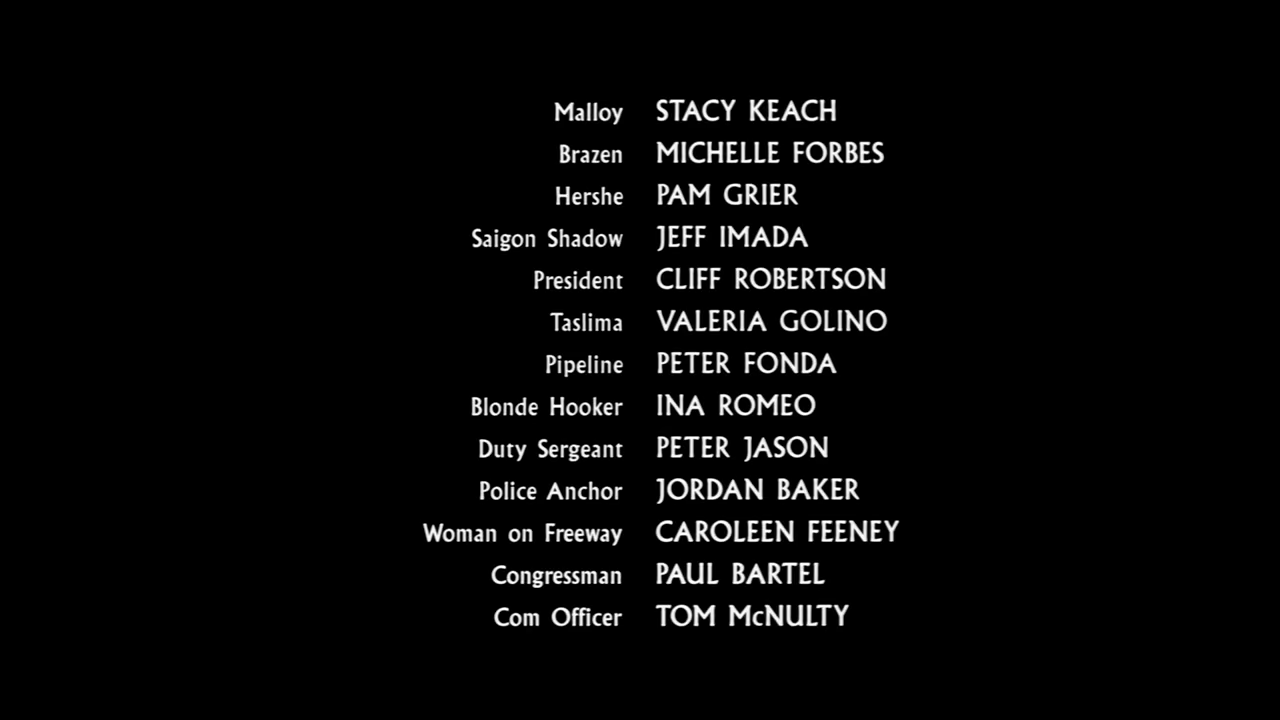 Malloy STACY KEACH
Brazen MICHELLE FORBES
Hershe PAM GRIER
Saigon Shadow JEFF IMADA
President CLIFF ROBERTSON
Taslima VALERIA GOLINO
Pipeline PETER FONDA
Blonde Hooker INA ROMEO
Duty Sergeant PETER JASON
Police Anchor JORDAN BAKER
Woman on Freeway CAROLEEN FEENEY
Congressman PAUL BARTEL
Com Officer TOM McNULTY